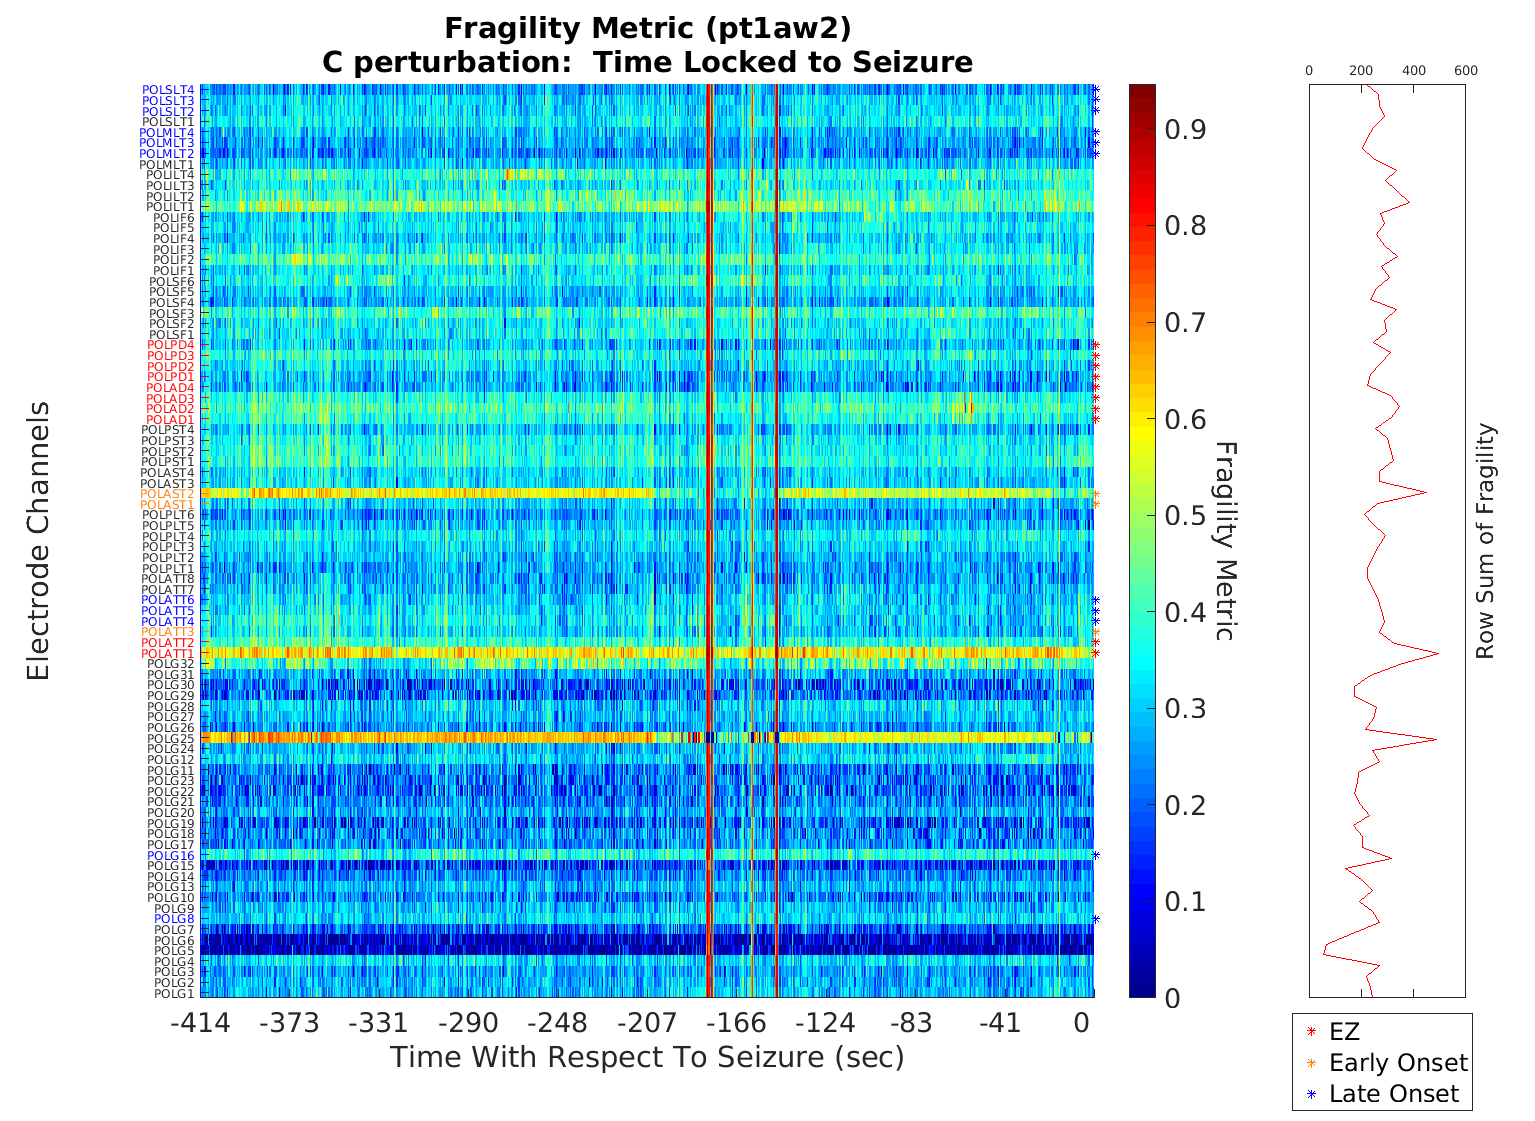 Fragility Metric (pt1aw2)
C perturbation:  Time Locked to Seizure
Electrode Channels
POLSLT4
POLSLT3
POLSLT2
POLSLT1
POLMLT4
POLMLT3
POLMLT2
POLMLT1
POLILT4
POLILT3
POLILT2
POLILT1
POLIF6
POLIF5
POLIF4
POLIF3
POLIF2
POLIF1
POLSF6
POLSF5
POLSF4
POLSF3
POLSF2
POLSF1
POLPD4
POLPD3
POLPD2
POLPD1
POLAD4
POLAD3
POLAD2
POLAD1
POLPST4
POLPST3
POLPST2
POLPST1
POLAST4
POLAST3
POLAST2
POLAST1
POLPLT6
POLPLT5
POLPLT4
POLPLT3
POLPLT2
POLPLT1
POLATT8
POLATT7
POLATT6
POLATT5
POLATT4
POLATT3
POLATT2
POLATT1
POLG32
POLG31
POLG30
POLG29
POLG28
POLG27
POLG26
POLG25
POLG24
POLG12
POLG11
POLG23
POLG22
POLG21
POLG20
POLG19
POLG18
POLG17
POLG16
POLG15
POLG14
POLG13
POLG10
POLG9
POLG8
POLG7
POLG6
POLG5
POLG4
POLG3
POLG2
POLG1
-414 -373 -331 -290 -248 -207 -166 -124 -83 -41 0
Time With Respect To Seizure (sec)
0.9
0.8
0.7
0.6
0.5
0.4
0.3
0.2
0.1
0
Fragility Metric
0 200 400 600
Row Sum of Fragility
EZ
Early Onset
Late Onset